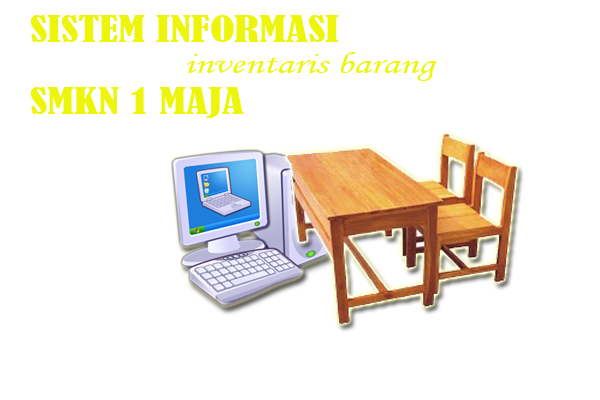 SISTEM INFORMASI
inventaris barang
SMKN 1 MAJA